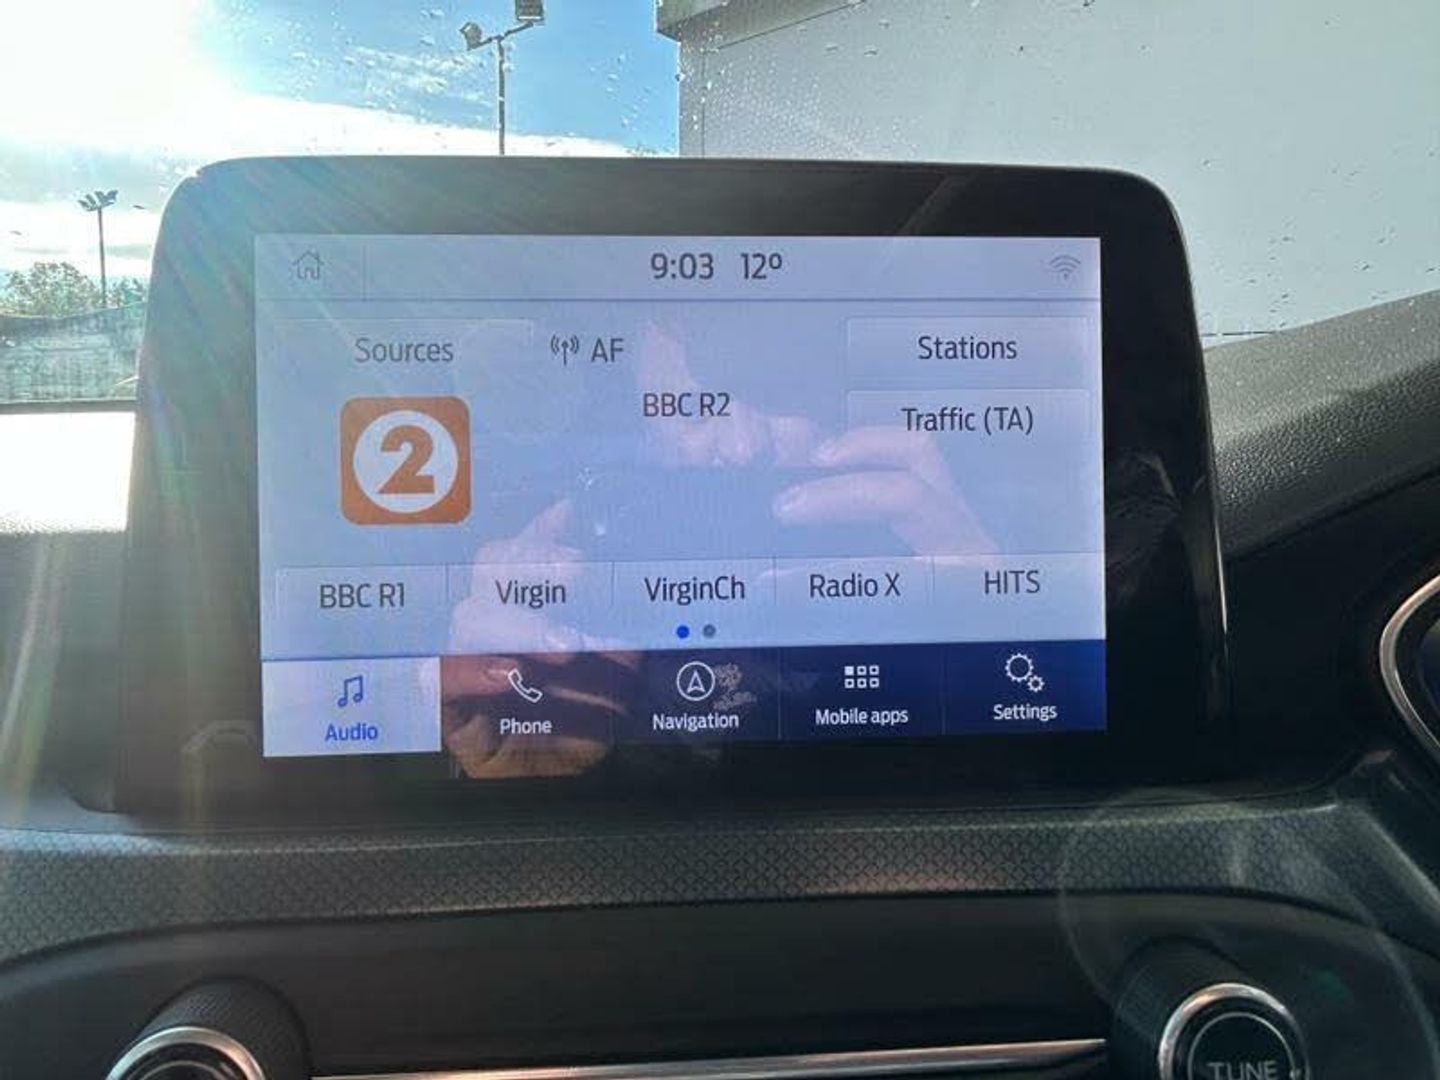 9:03 12º
Sources AF Stations
BBC R2
Traffic (TA)
2
BBC R1 Virgin VirginCh Radio X HITS
Audio Phone Navigation Mobile apps Settings
TUNE